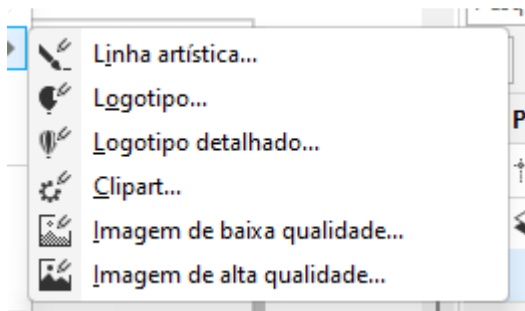 Linha artística...
Logotipo...
Logotipo detalhado...
Clipart...
Imagem de baixa qualidade...
Imagem de alta qualidade...
P